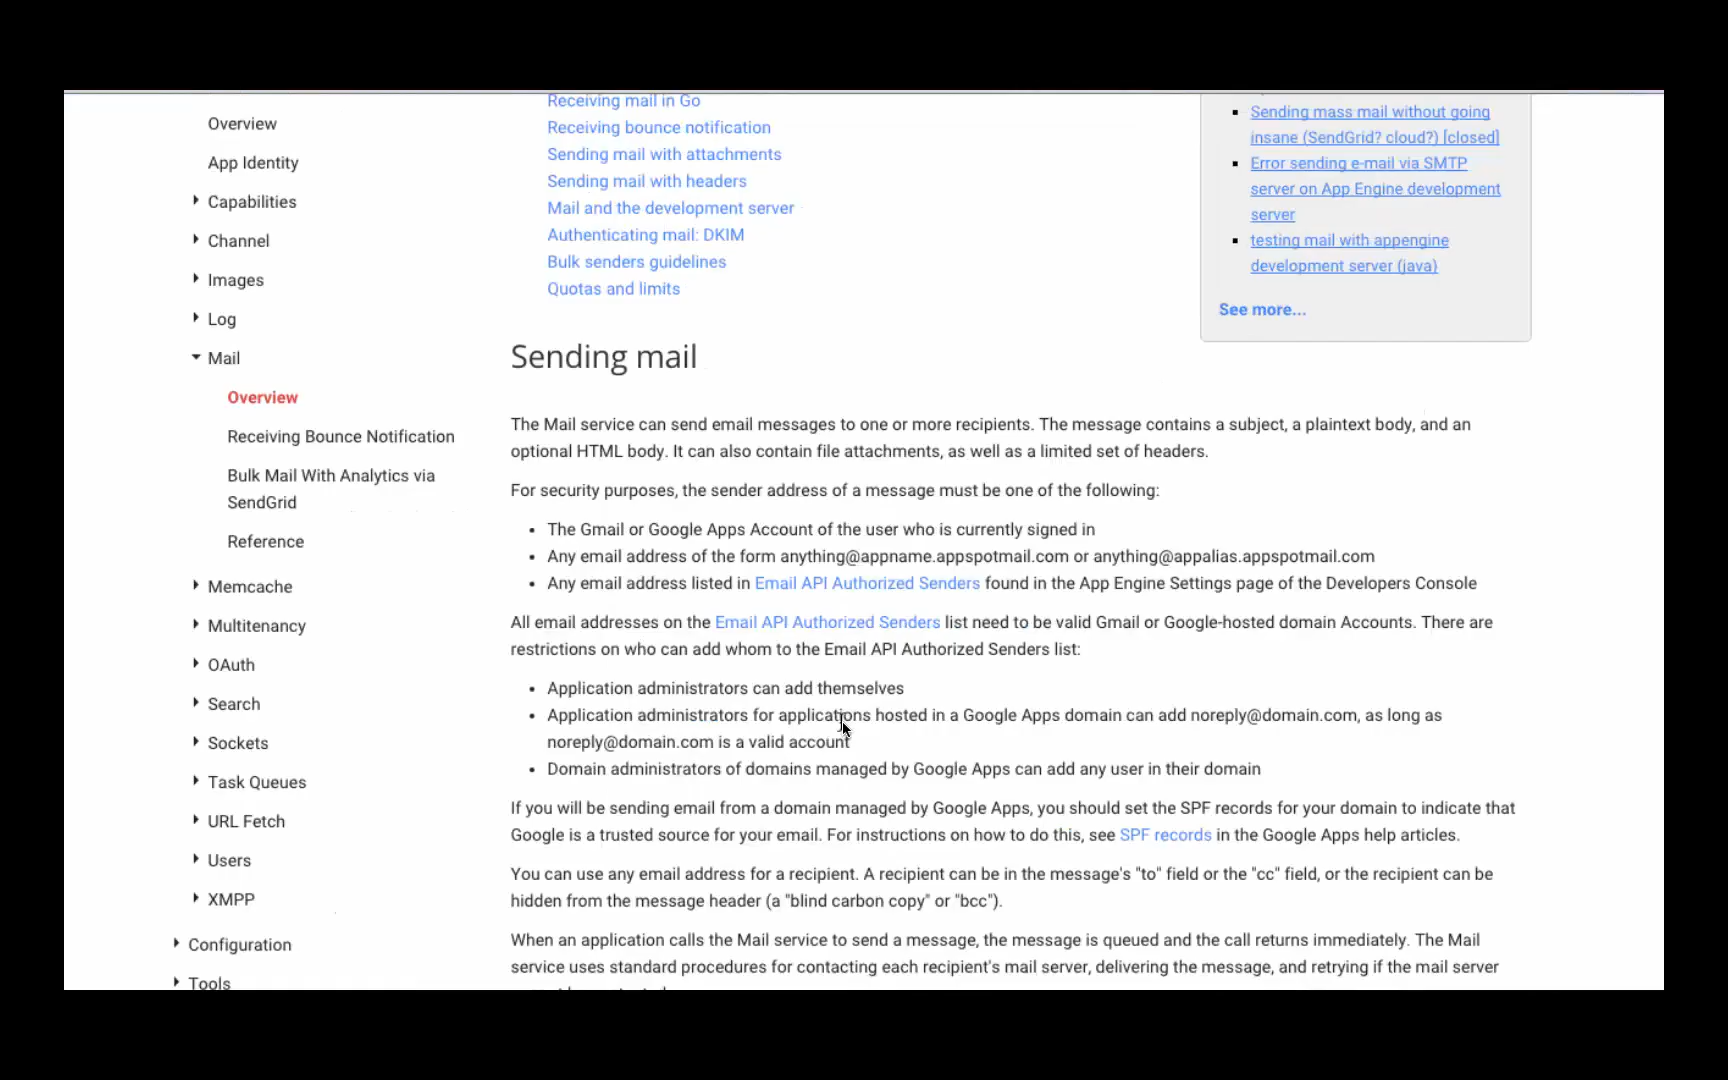 Overview
App Identity
Capabilities
Channel
Images
Log
Mail
Overview
Receiving Bounce Notification
Bulk Mail With Analytics via
SendGrid
Reference
Memcache
Multitenancy
OAuth
Search
Sockets
Task Queues
URL Fetch
Users
XMPP
Configuration
Tools
Receiving mail in Go
Receiving bounce notification
Sending mail with attachments
Sending mail with headers
Mail and the development server
Authenticating mail: DKIM
Bulk senders guidelines
Quotas and limits
Sending mail
The Mail service can send email messages to one or more recipients. The message contains a subject, a plaintext body, and an
optional HTML body. It can also contain file attachments, as well as a limited set of headers.
For security purposes, the sender address of a message must be one of the following:
• The Gmail or Google Apps Account of the user who is currently signed in
• Any email address of the form anything@appname.appspotmail.com or anything@appalias.appspotmail.com
• Any email address listed in Email API Authorized Senders found in the App Engine Settings page of the Developers Console
All email addresses on the Email API Authorized Senders list need to be valid Gmail or Google-hosted domain Accounts. There are
restrictions on who can add whom to the Email API Authorized Senders list:
• Application administrators can add themselves
• Application administrators for applications hosted in a Google Apps domain can add noreply@domain.com, as long as
noreply@domain.com is a valid account
• Domain administrators of domains managed by Google Apps can add any user in their domain
If you will be sending email from a domain managed by Google Apps, you should set the SPF records for your domain to indicate that
Google is a trusted source for your email. For instructions on how to do this, see SPF records in the Google Apps help articles.
You can use any email address for a recipient. A recipient can be in the message's "to" field or the "cc" field, or the recipient can be
hidden from the message header (a "blind carbon copy" or "bcc").
When an application calls the Mail service to send a message, the message is queued and the call returns immediately. The Mail
service uses standard procedures for contacting each recipient's mail server, delivering the message, and retrying if the mail server
Sending mass mail without going
insane (SendGrid? cloud?) [closed]
Error sending e-mail via SMTP
server on App Engine development
server
testing mail with appengine
development server (java)
See more...